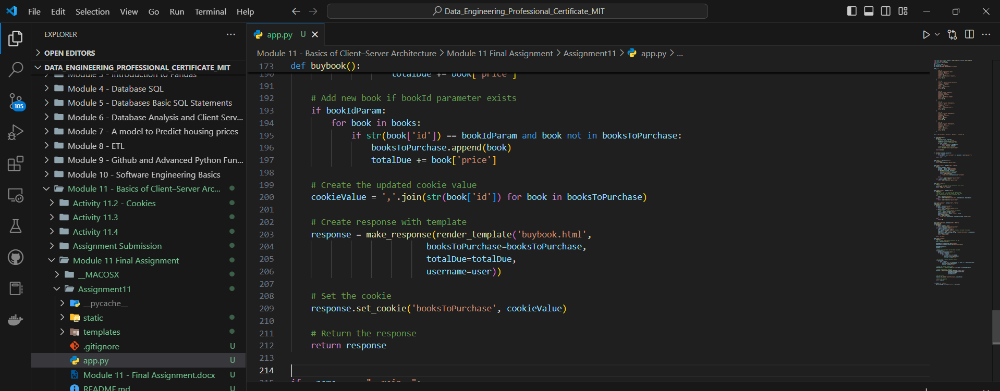 File Edit Selection View Go Run Terminal Help
Data_Engineering_Professional_Certificate_MIT
EXPLORER
OPEN EDITORS
DATA_ENGINEERING_PROFESSIONAL_CERTIFICATE_MIT
Module 3 - Introduction to Pandas
Module 4 - Database SQL
Module 5 - Databases Basic SQL Statements
Module 6 - Database Analysis and Client Serv...
Module 7 - A model to Predict housing prices
Module 8 - ETL
Module 9 - Github and Advanced Python Fun...
Module 10 - Software Engineering Basics
Module 11 - Basics of Client–Server Arc...
Activity 11.2 - Cookies
Activity 11.3
Activity 11.4
Assignment Submission
Module 11 Final Assignment
__MACOSX
Assignment11
__pycache__
static
templates
.gitignore U
app.py U
Module 11 - Final Assignment.docx U
README.md U
105
app.py U
Module 11 - Basics of Client–Server Architecture > Module 11 Final Assignment > Assignment11 > app.py > ...
173 def buybook():
190 totalDue += book['price']
191
192 # Add new book if bookId parameter exists
193 if bookIdParam:
194 for book in books:
195 if str(book['id']) == bookIdParam and book not in booksToPurchase:
196 booksToPurchase.append(book)
197 totalDue += book['price']
198
199 # Create the updated cookie value
200 cookieValue = ','.join(str(book['id']) for book in booksToPurchase)
201
202 # Create response with template
203 response = make_response(render_template('buybook.html',
204 booksToPurchase=booksToPurchase,
205 totalDue=totalDue,
206 username=user))
207
208 # Set the cookie
209 response.set_cookie('booksToPurchase', cookieValue)
210
211 # Return the response
212 return response
213
214
215 if __name__ == "__main__":